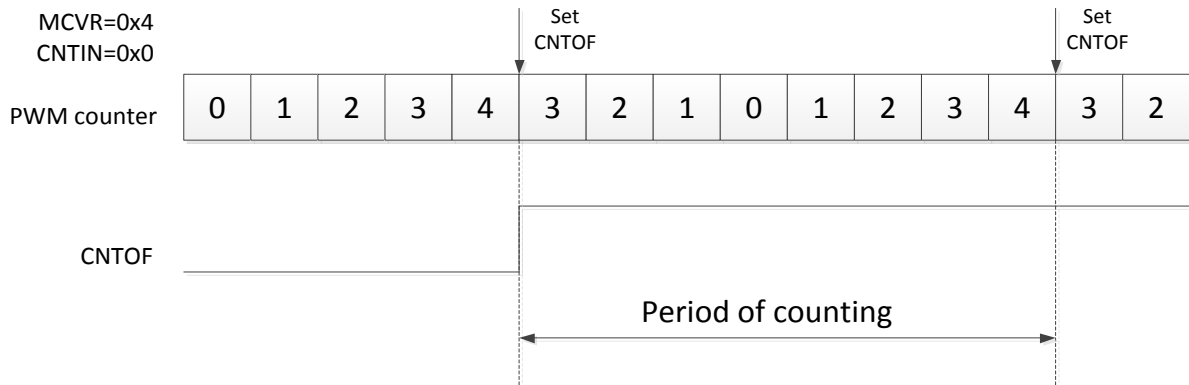 MCVR=0x4
CNTIN=0x0
Set
CNTOF
Set
CNTOF
PWM counter
0 1 2 3 4 3 2 1 0 1 2 3 4 3 2
CNTOF
Period of counting